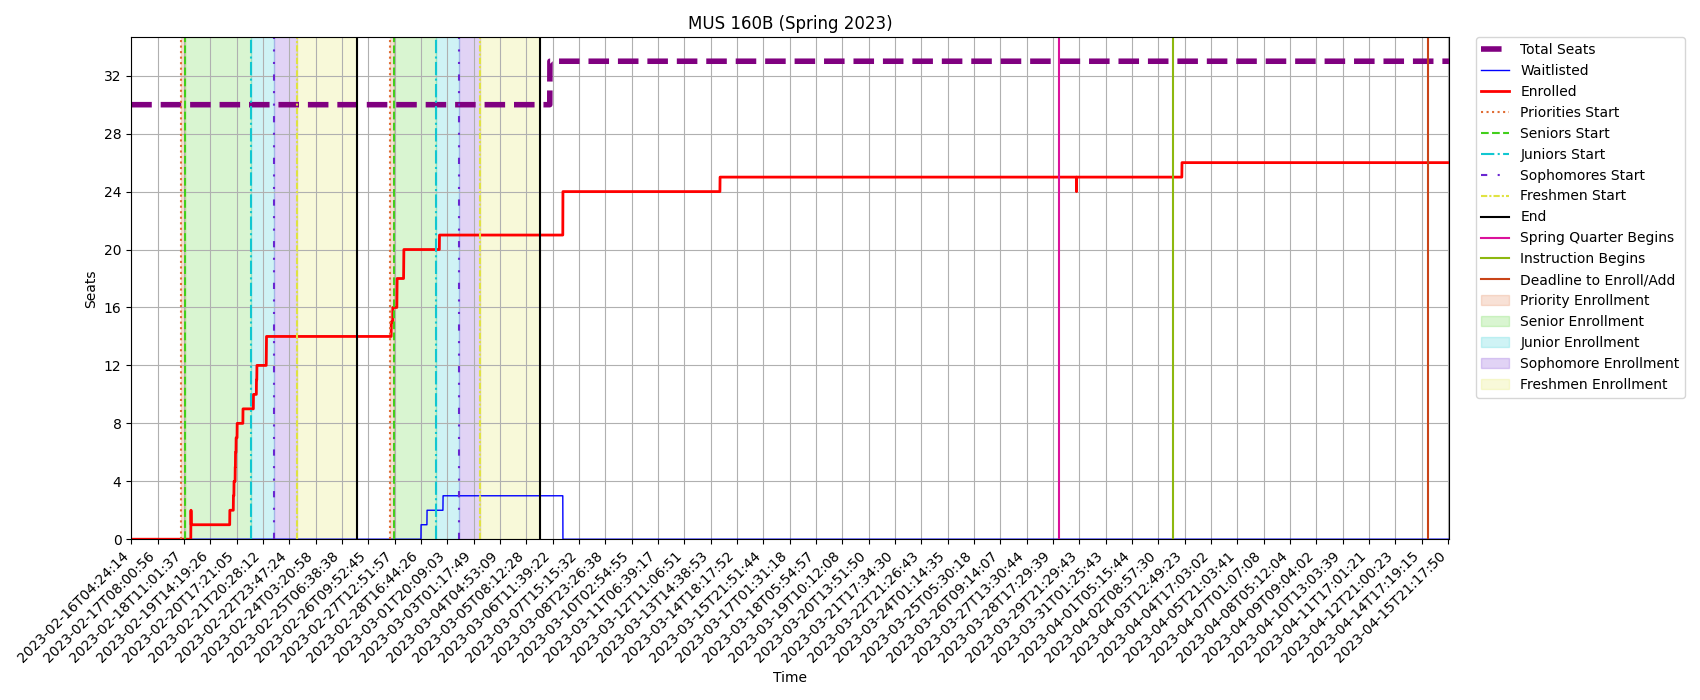 MUS 160B (Spring 2023)
Seats
32
28
24
20
16
12
8
4
0
2023-02-16T04:24:14
2023-02-17T08:00:56
2023-02-18T11:01:37
2023-02-19T14:19:26
2023-02-20T17:21:05
2023-02-21T20:28:12
2023-02-22T23:47:24
2023-02-24T03:20:58
2023-02-25T06:38:38
2023-02-26T09:52:45
2023-02-27T12:51:57
2023-02-28T16:44:26
2023-03-01T20:09:03
2023-03-03T01:17:49
2023-03-04T04:53:09
2023-03-05T08:12:28
2023-03-06T11:39:22
2023-03-07T15:15:32
2023-03-08T23:26:38
2023-03-10T02:54:55
2023-03-11T06:39:17
2023-03-12T11:06:51
2023-03-13T14:38:53
2023-03-14T18:17:52
2023-03-15T21:51:44
2023-03-17T01:31:18
2023-03-18T05:54:57
2023-03-19T10:12:08
2023-03-20T13:51:50
2023-03-21T17:34:30
2023-03-22T21:26:43
2023-03-24T01:14:35
2023-03-25T05:30:18
2023-03-26T09:14:07
2023-03-27T13:30:44
2023-03-28T17:29:39
2023-03-29T21:29:43
2023-03-31T01:25:43
2023-04-01T05:15:44
2023-04-02T08:57:30
2023-04-03T12:49:23
2023-04-04T17:03:02
2023-04-05T21:03:41
2023-04-07T01:07:08
2023-04-08T05:12:04
2023-04-09T09:04:02
2023-04-10T13:03:39
2023-04-11T17:01:21
2023-04-12T21:00:23
2023-04-14T17:19:15
2023-04-15T21:17:50
Time
Total Seats
Waitlisted
Enrolled
Priorities Start
Seniors Start
Juniors Start
Sophomores Start
Freshmen Start
End
Spring Quarter Begins
Instruction Begins
Deadline to Enroll/Add
Priority Enrollment
Senior Enrollment
Junior Enrollment
Sophomore Enrollment
Freshmen Enrollment